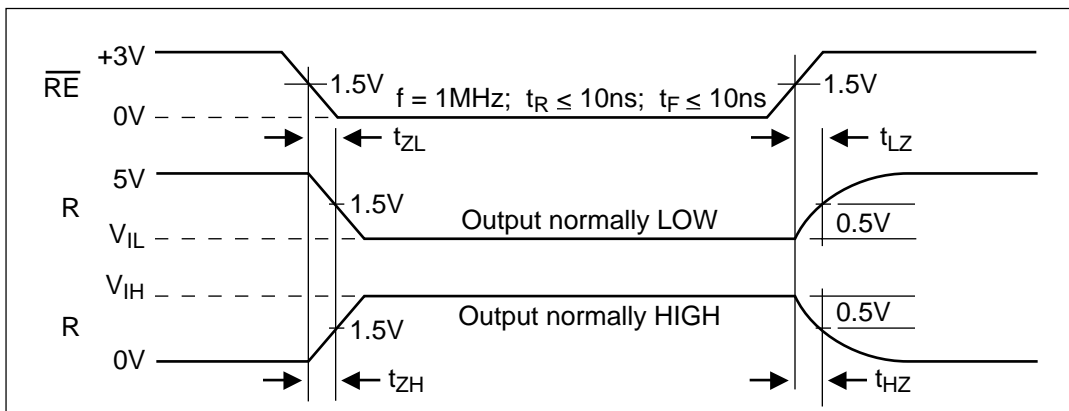 +3V
RE
1.5V
f = 1MHz; tR ≤ 10ns; tF ≤ 10ns
1.5V
0V
tZL
tLZ
5V
R
1.5V
Output normally LOW
0.5V
VIL
VIH
R
1.5V
Output normally HIGH
0.5V
0V
tZH
tHZ